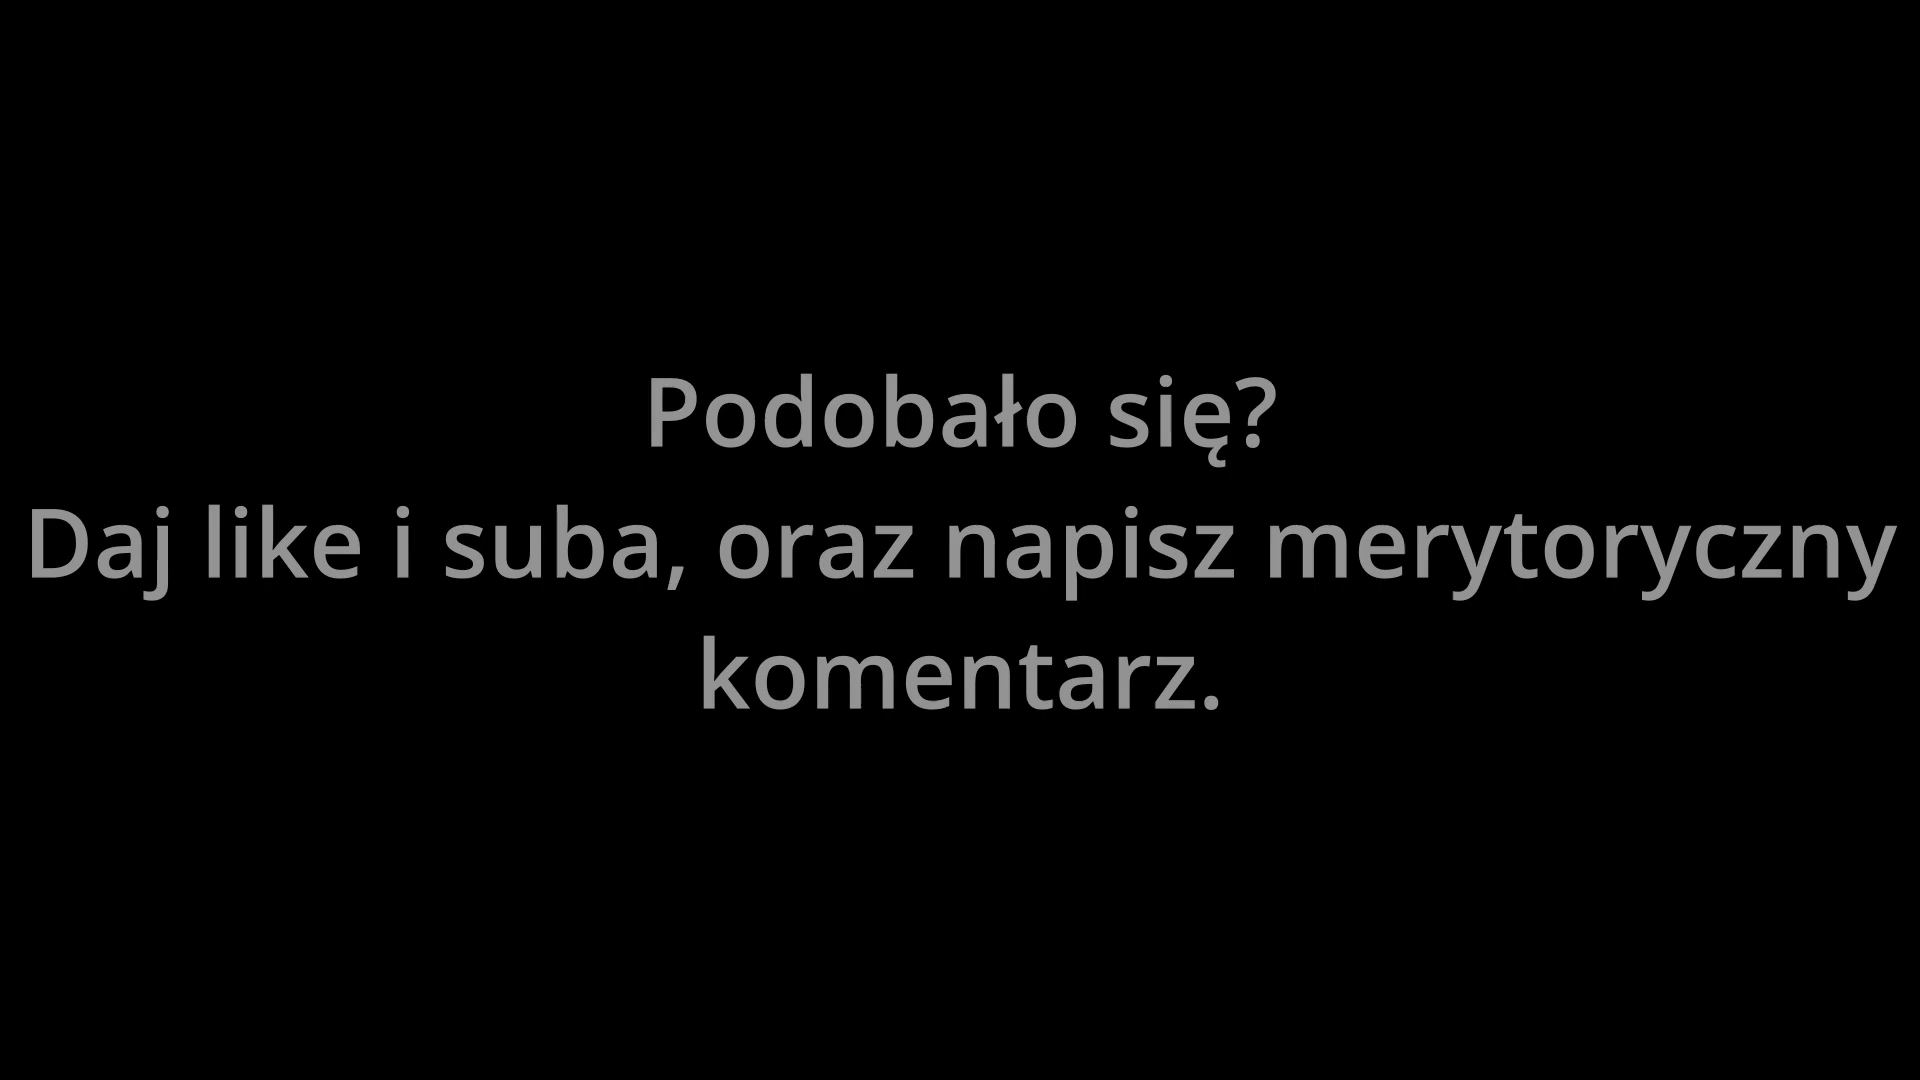 Podobało się?
Daj like i suba, oraz napisz merytoryczny
komentarz.